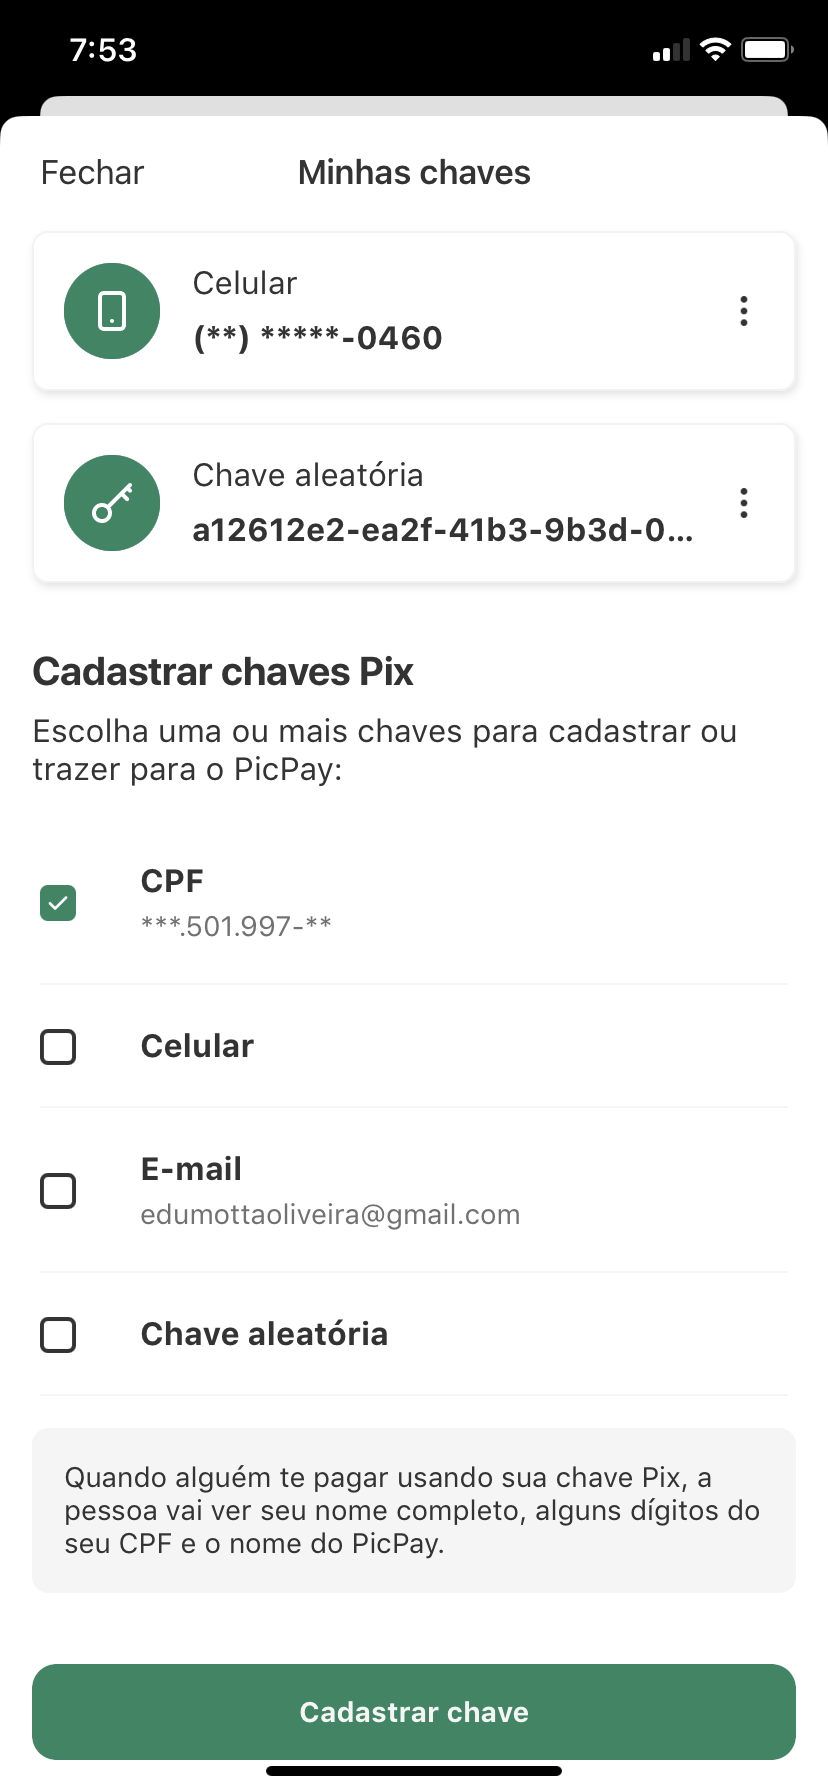 7:53
Fechar
Minhas chaves
Celular
(**) *****-0460
Chave aleatória
a12612e2-ea2f-41b3-9b3d-0...
Cadastrar chaves Pix
Escolha uma ou mais chaves para cadastrar ou
trazer para o PicPay:
CPF
***.501.997-**
Celular
E-mail
edumottaoliveira@gmail.com
Chave aleatória
Quando alguém te pagar usando sua chave Pix, a
pessoa vai ver seu nome completo, alguns dígitos do
seu CPF e o nome do PicPay.
Cadastrar chave